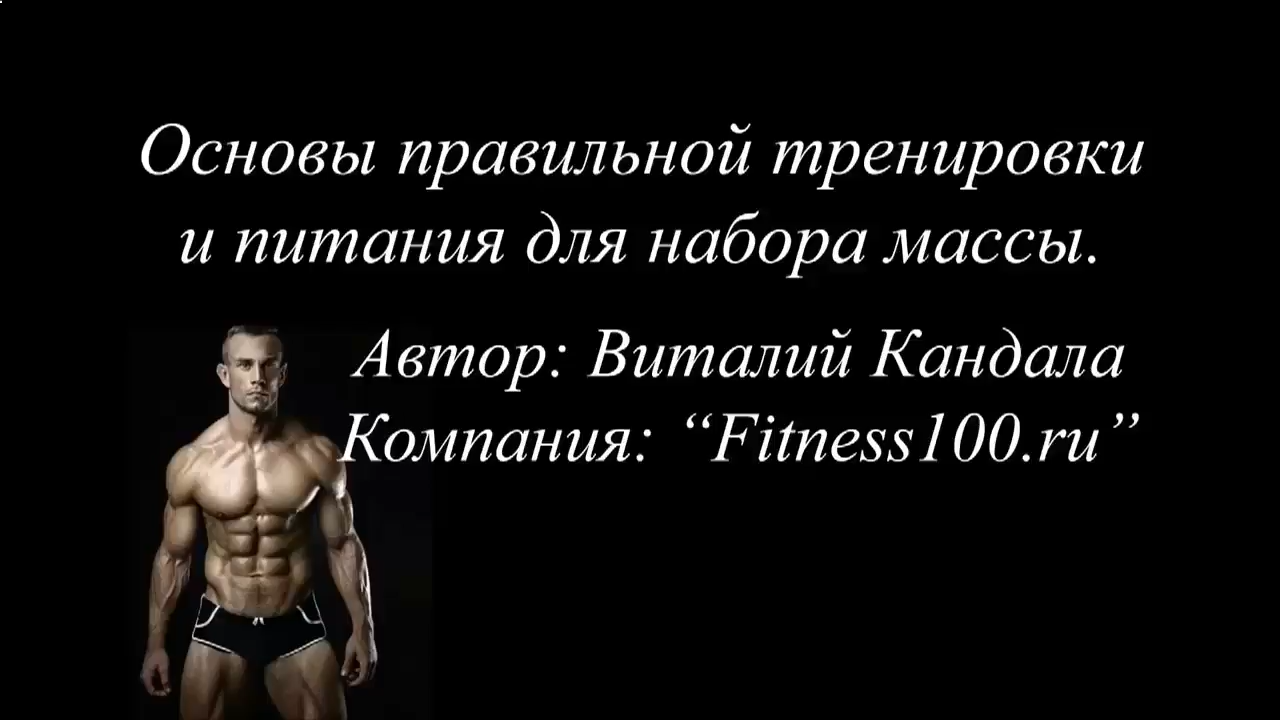 Основы правильной тренировки
и питания для набора массы.
Автор: Виталий Кандала
Компания: “Fitness100.ru”